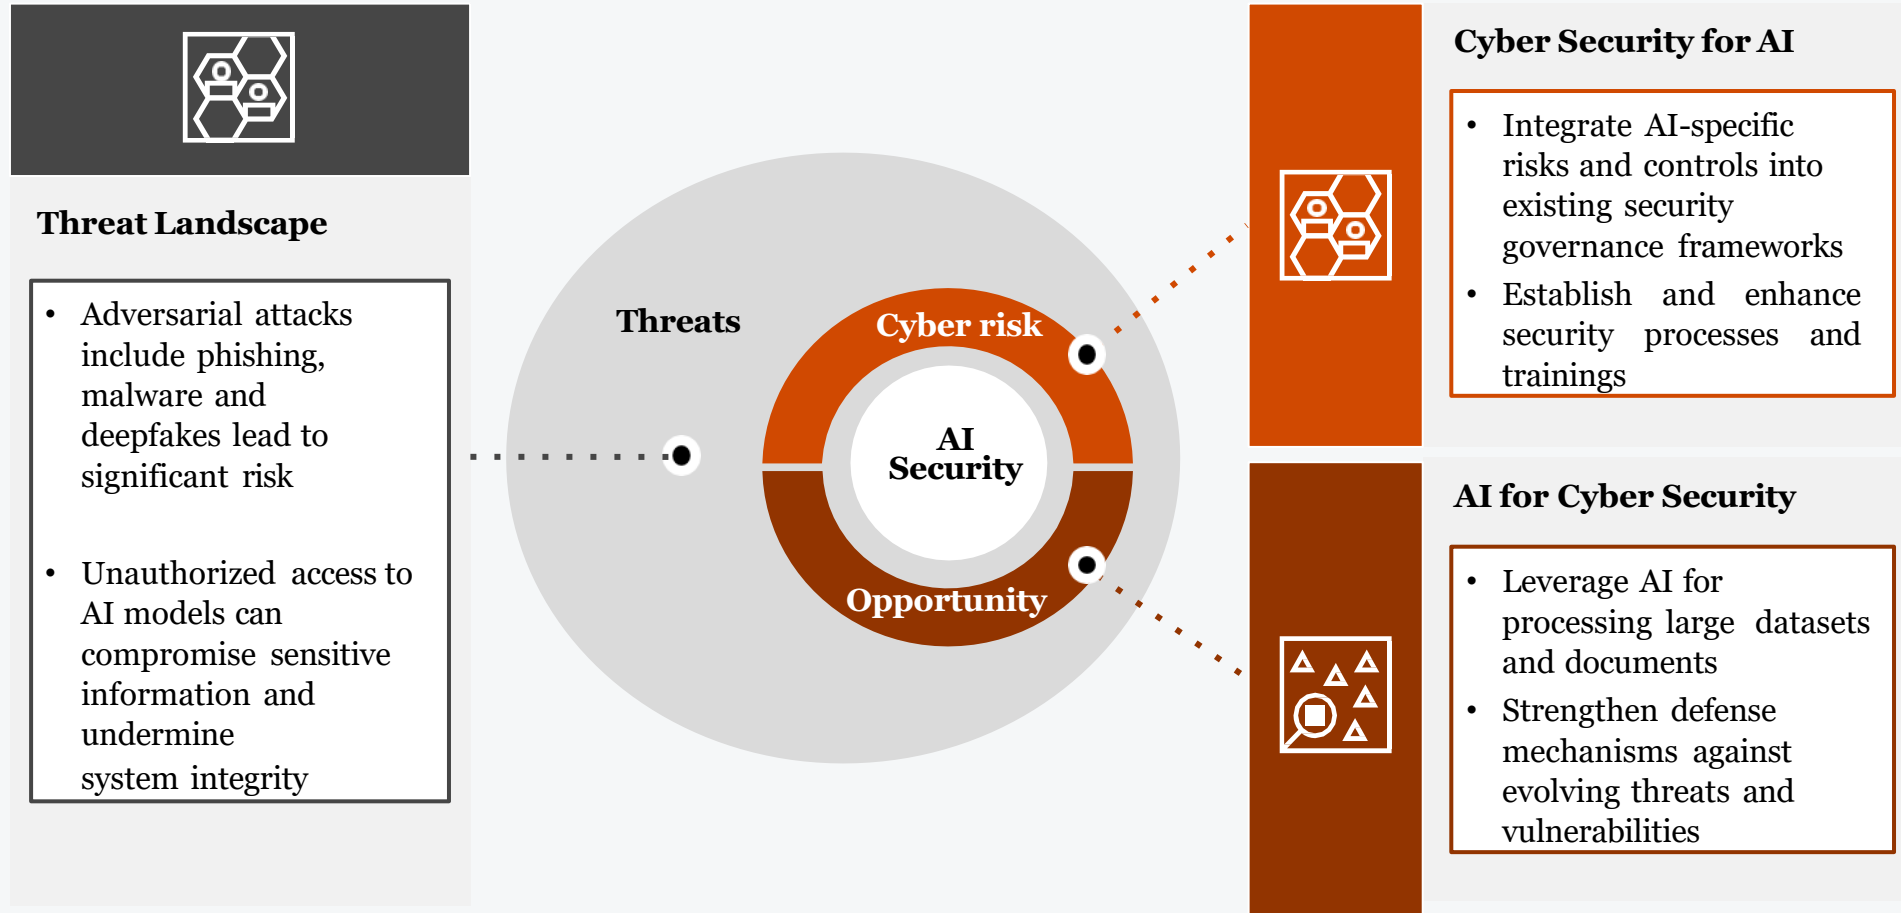 Threat Landscape
• Adversarial attacks
include phishing,
malware and
deepfakes lead to
significant risk
• Unauthorized access to
AI models can
compromise sensitive
information and
undermine
system integrity
Threats
Cyber risk
AI
Security
Opportunity
Cyber Security for AI
• Integrate AI-specific
risks and controls into
existing security
governance frameworks
• Establish and enhance
security processes and
trainings
AI for Cyber Security
• Leverage AI for
processing large datasets
and documents
• Strengthen defense
mechanisms against
evolving threats and
vulnerabilities